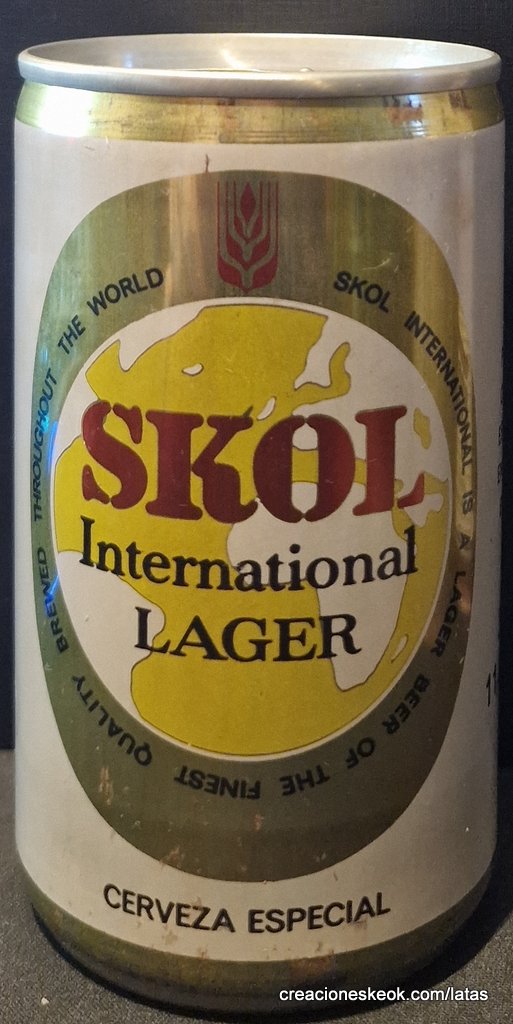 SKOL INTERNATIONAL IS A LAGER BEER OF THE FINEST QUALITY BREWED THROUGHOUT THE WORLD
SKOL
International
LAGER
CERVEZA ESPECIAL
creacioneskeok.com/latas